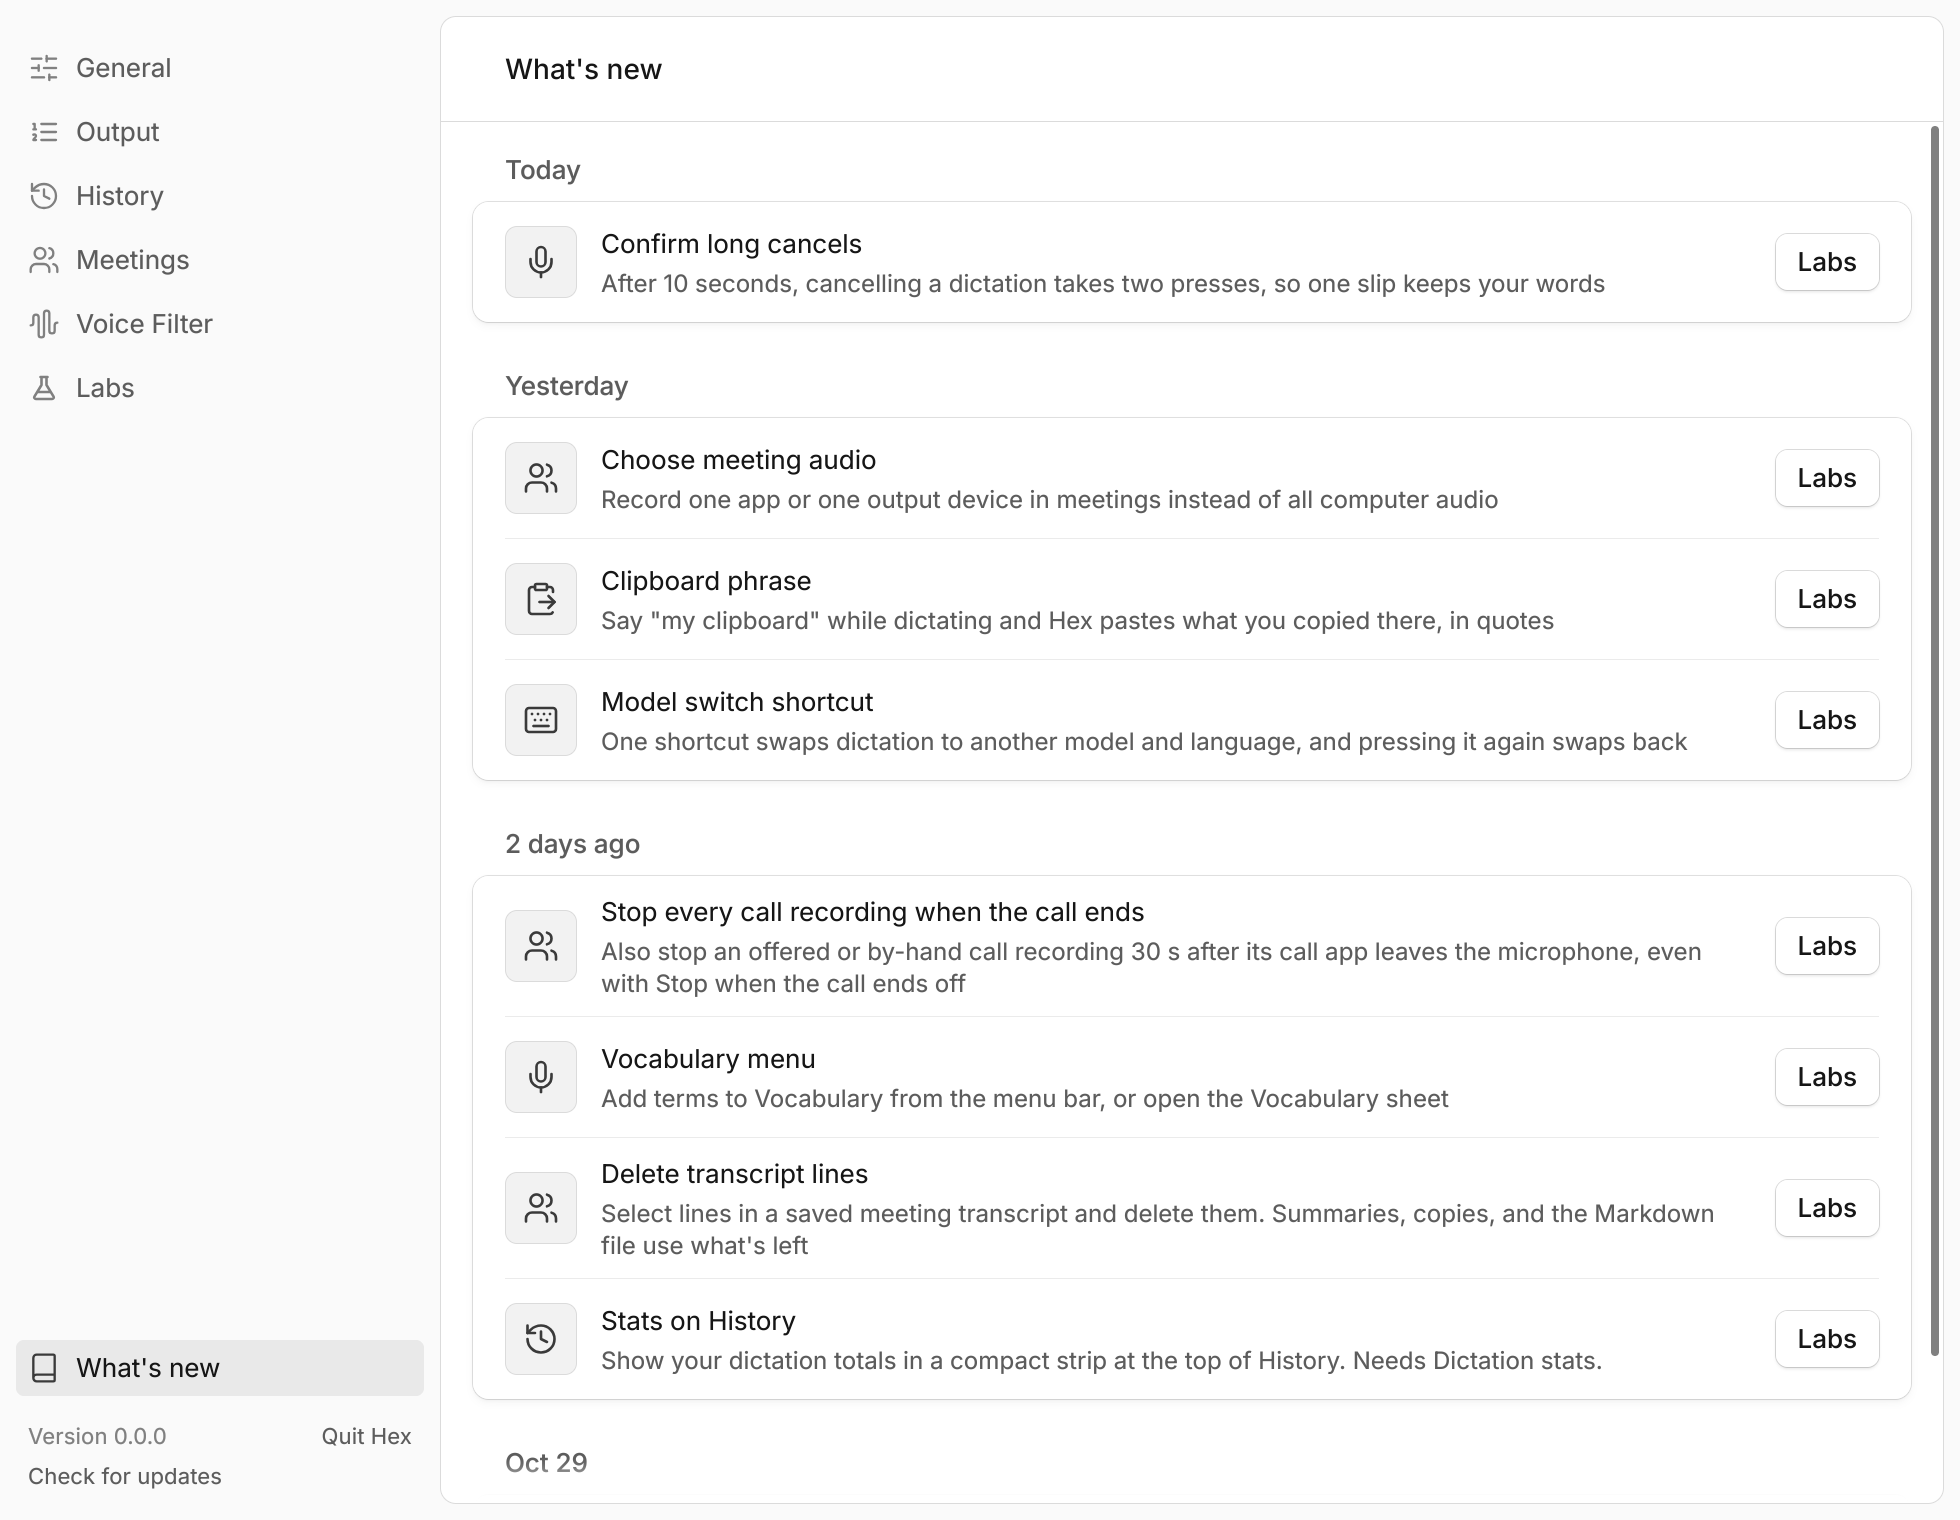 General
Output
History
Meetings
Voice Filter
Labs
What's new
Version 0.0.0
Quit Hex
Check for updates
What's new
Today
Confirm long cancels
After 10 seconds, cancelling a dictation takes two presses, so one slip keeps your words
Labs
Yesterday
Choose meeting audio
Record one app or one output device in meetings instead of all computer audio
Labs
Clipboard phrase
Say "my clipboard" while dictating and Hex pastes what you copied there, in quotes
Labs
Model switch shortcut
One shortcut swaps dictation to another model and language, and pressing it again swaps back
Labs
2 days ago
Stop every call recording when the call ends
Also stop an offered or by-hand call recording 30 s after its call app leaves the microphone, even
with Stop when the call ends off
Labs
Vocabulary menu
Add terms to Vocabulary from the menu bar, or open the Vocabulary sheet
Labs
Delete transcript lines
Select lines in a saved meeting transcript and delete them. Summaries, copies, and the Markdown
file use what's left
Labs
Stats on History
Show your dictation totals in a compact strip at the top of History. Needs Dictation stats.
Labs
Oct 29